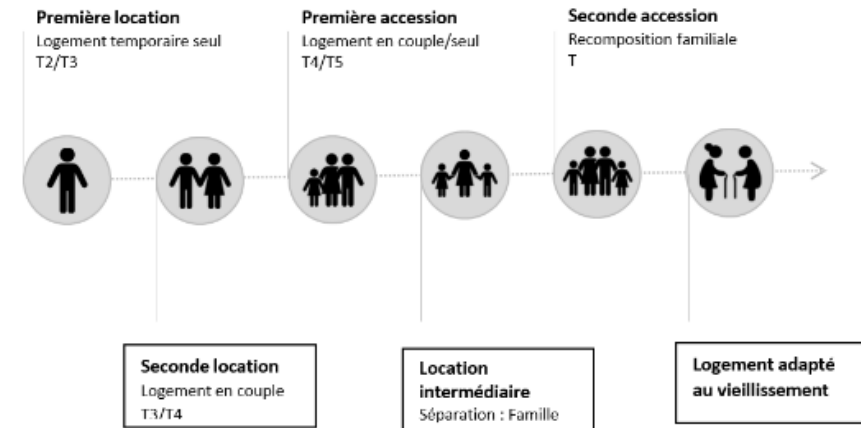 Première location
Logement temporaire seul
T2/T3
Première accession
Logement en couple/seul
T4/T5
Seconde accession
Recomposition familiale
T
Seconde location
Logement en couple
T3/T4
Location
intermédiaire
Séparation : Famille
Logement adapté
au vieillissement